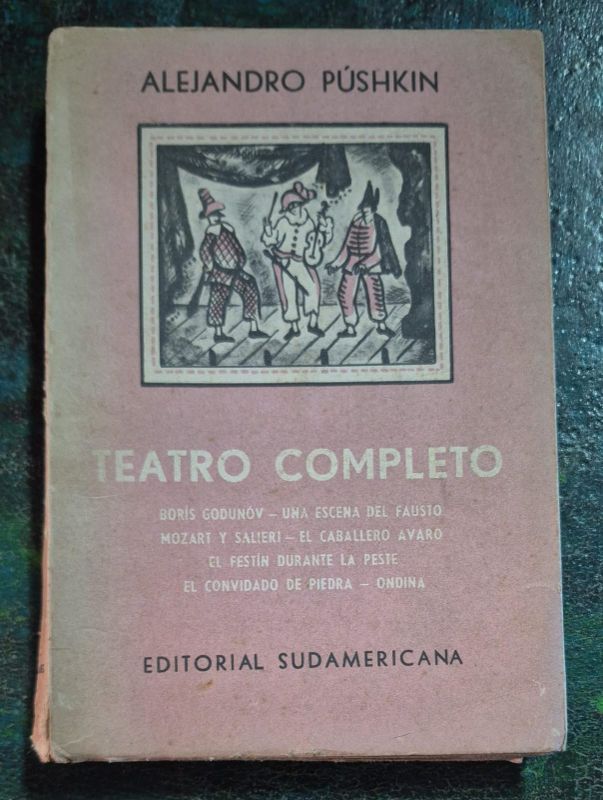 ALEJANDRO PÚSHKIN
TEATRO COMPLETO
BORÍS GODUNÓV – UNA ESCENA DEL FAUSTO
MOZART Y SALIERI – EL CABALLERO AVARO
EL FESTÍN DURANTE LA PESTE
EL CONVIDADO DE PIEDRA – ONDINA
EDITORIAL SUDAMERICANA